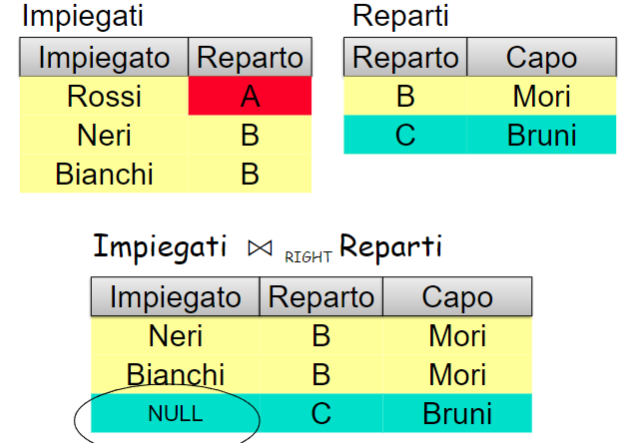 Impiegati Reparti
Impiegato Reparto Reparto Capo
Rossi A B Mori
Neri B C Bruni
Bianchi B
Impiegati ⋈ RIGHT Reparti
Impiegato Reparto Capo
Neri B Mori
Bianchi B Mori
NULL C Bruni